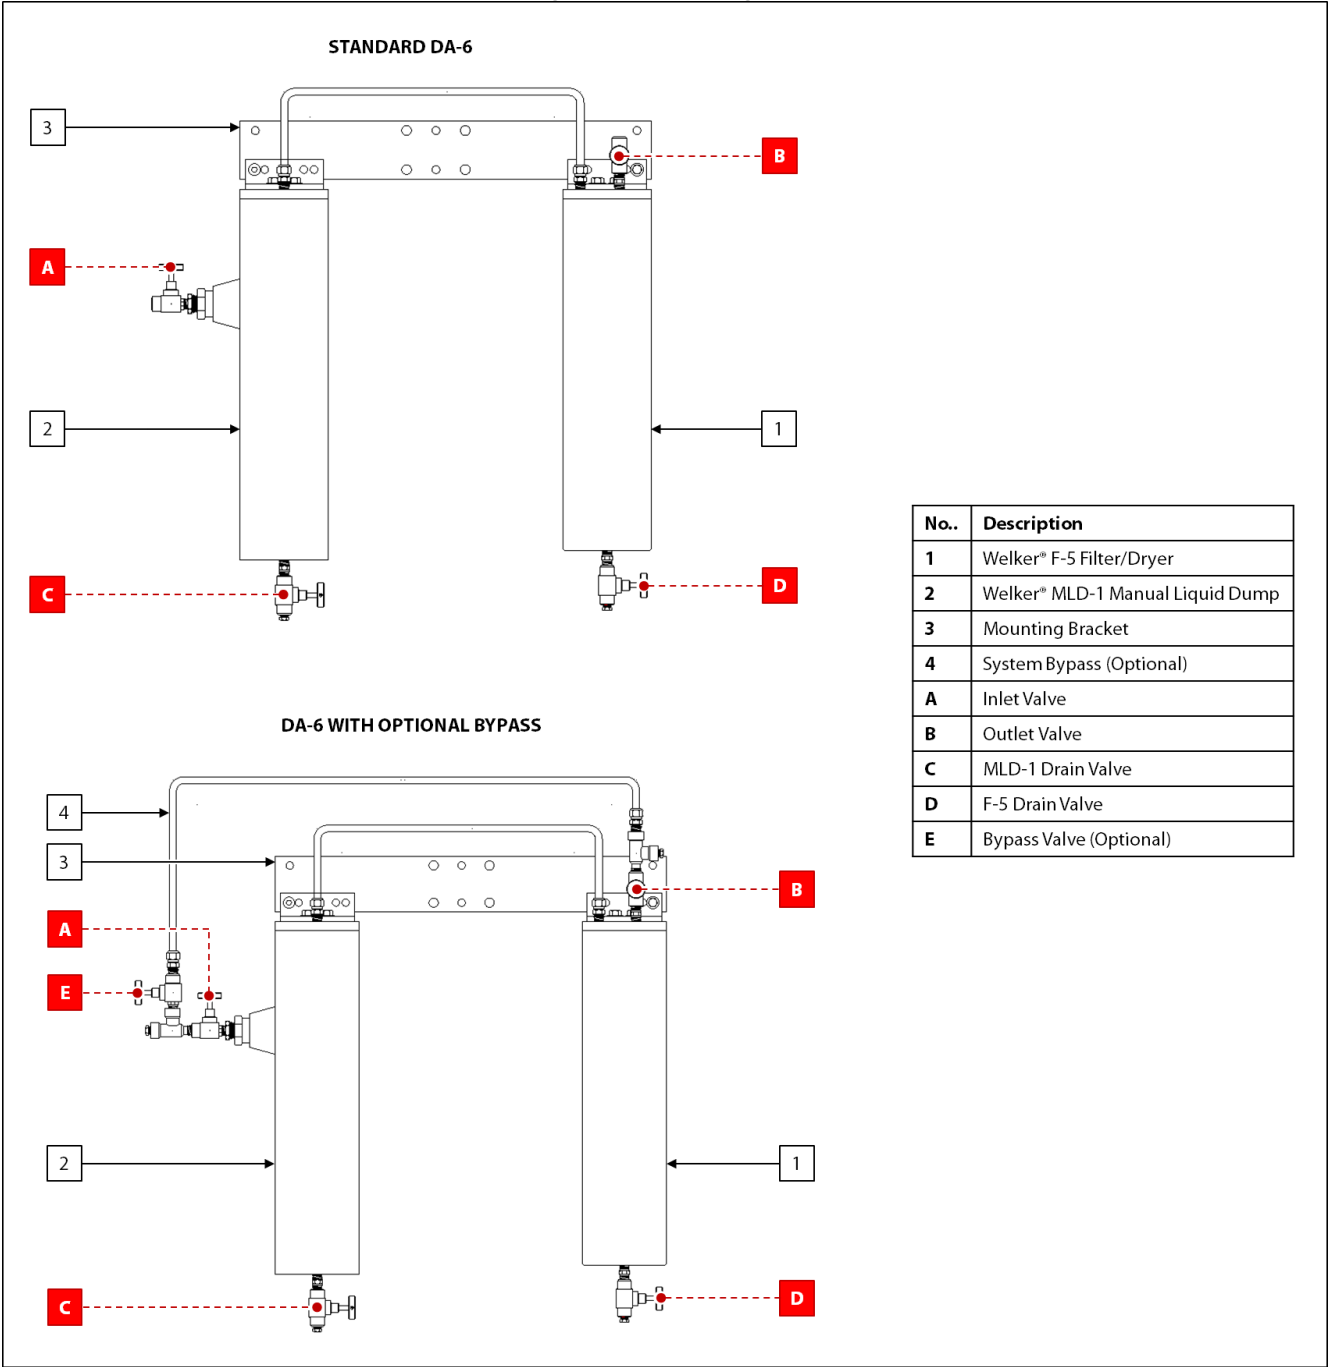 STANDARD DA-6
3
B
A
2
1
C
D
No.. Description
1 Welker® F-5 Filter/Dryer
2 Welker® MLD-1 Manual Liquid Dump
3 Mounting Bracket
4 System Bypass (Optional)
A Inlet Valve
B Outlet Valve
C MLD-1 Drain Valve
D F-5 Drain Valve
E Bypass Valve (Optional)
DA-6 WITH OPTIONAL BYPASS
4
3
B
A
E
2
1
C
D